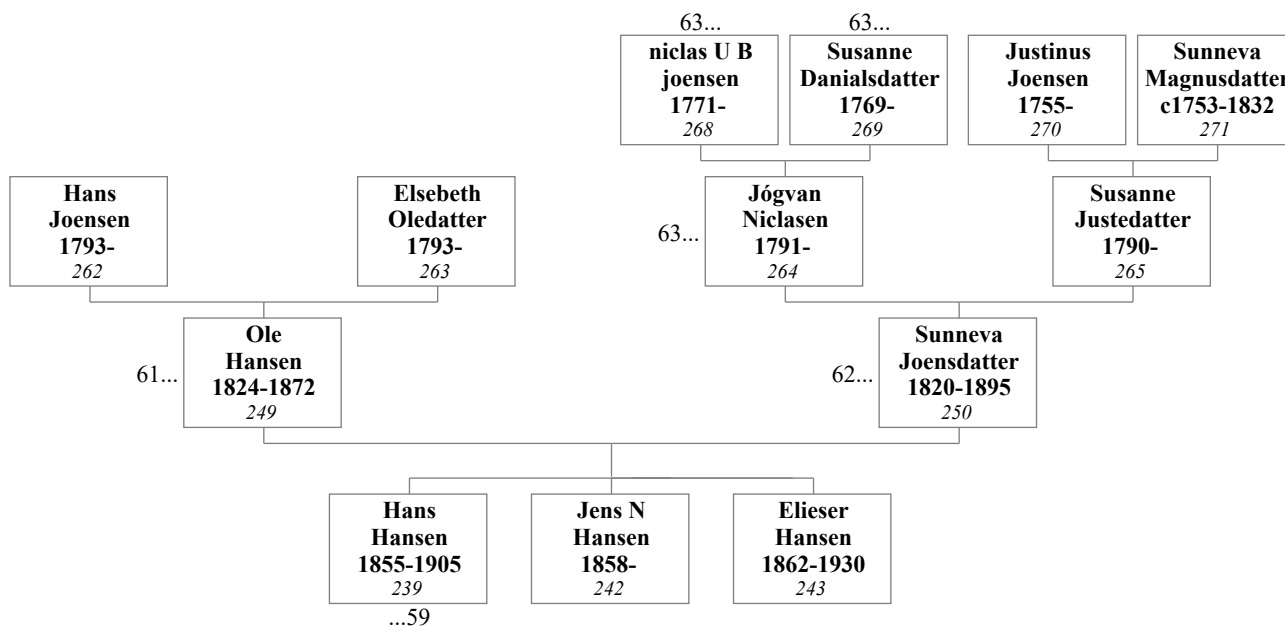 63...
niclas U B
joensen
1771-
268
63...
Susanne
Danialsdatter
1769-
269
Justinus
Joensen
1755-
270
Sunneva
Magnusdatter
c1753-1832
271
Hans
Joensen
1793-
262
Elsebeth
Oledatter
1793-
263
63...
Jógvan
Niclasen
1791-
264
Susanne
Justedatter
1790-
265
61...
Ole
Hansen
1824-1872
249
62...
Sunneva
Joensdatter
1820-1895
250
Hans
Hansen
1855-1905
239
...59
Jens N
Hansen
1858-
242
Elieser
Hansen
1862-1930
243